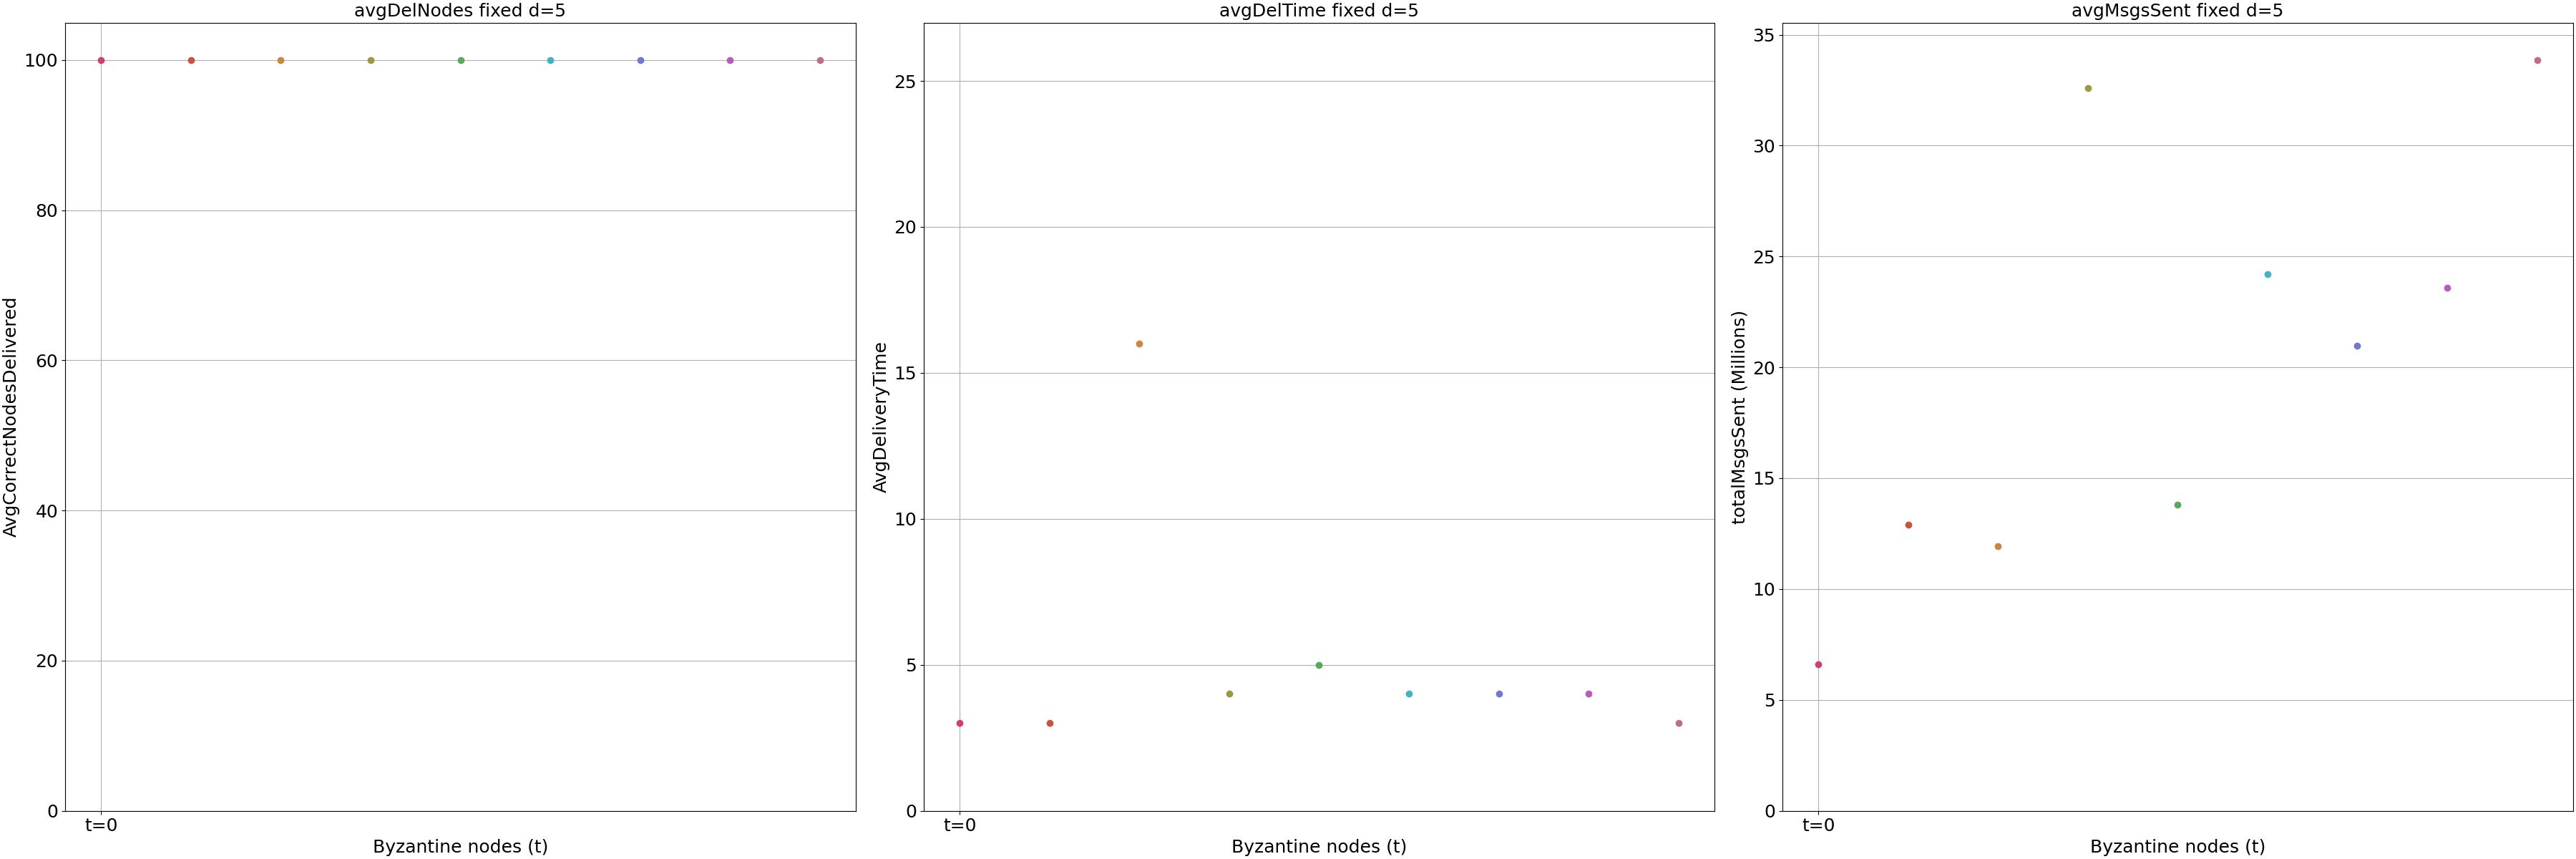 avgDelNodes fixed d=5
100
80
60
40
20
0
AvgCorrectNodesDelivered
t=0
Byzantine nodes (t)
avgDelTime fixed d=5
25
20
15
10
5
0
AvgDeliveryTime
t=0
Byzantine nodes (t)
avgMsgsSent fixed d=5
35
30
25
20
15
10
5
0
totalMsgsSent (Millions)
t=0
Byzantine nodes (t)